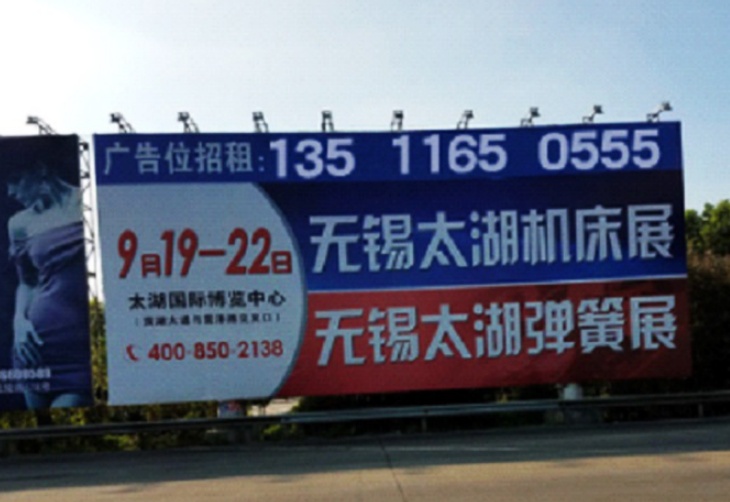 广告位招租:135 1165 0555
9月19-22日
太湖国际博览中心
400-850-2138
无锡太湖机床展
无锡太湖弹簧展